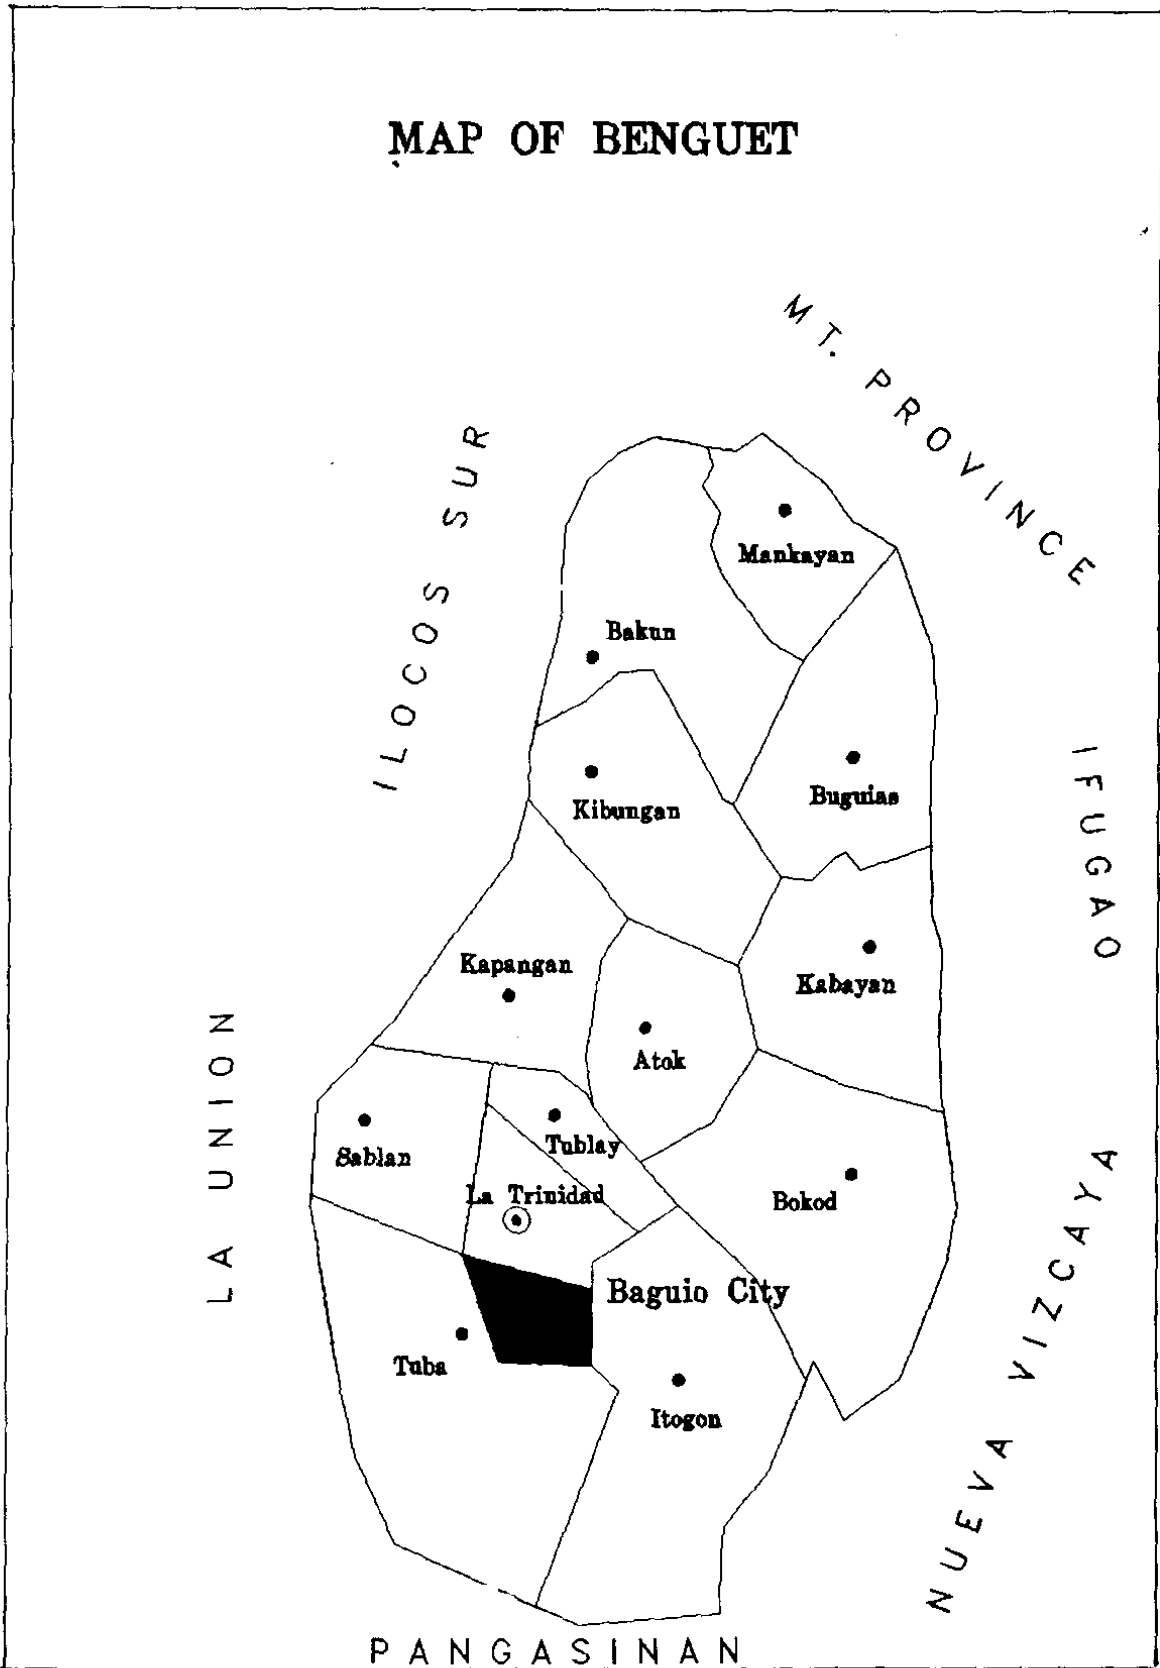 MAP OF BENGUET
MT. PROVINCE
ILOCOS SUR
Mankayan
Bakun
Buguias
Kibungan
IFUGAO
Kapangan
Kabayan
Atok
LA UNION
Sablan
Tublay
La Trinidad
Bokod
Baguio City
NUEVA VIZCAYA
Tuba
Itogon
PANGASINAN